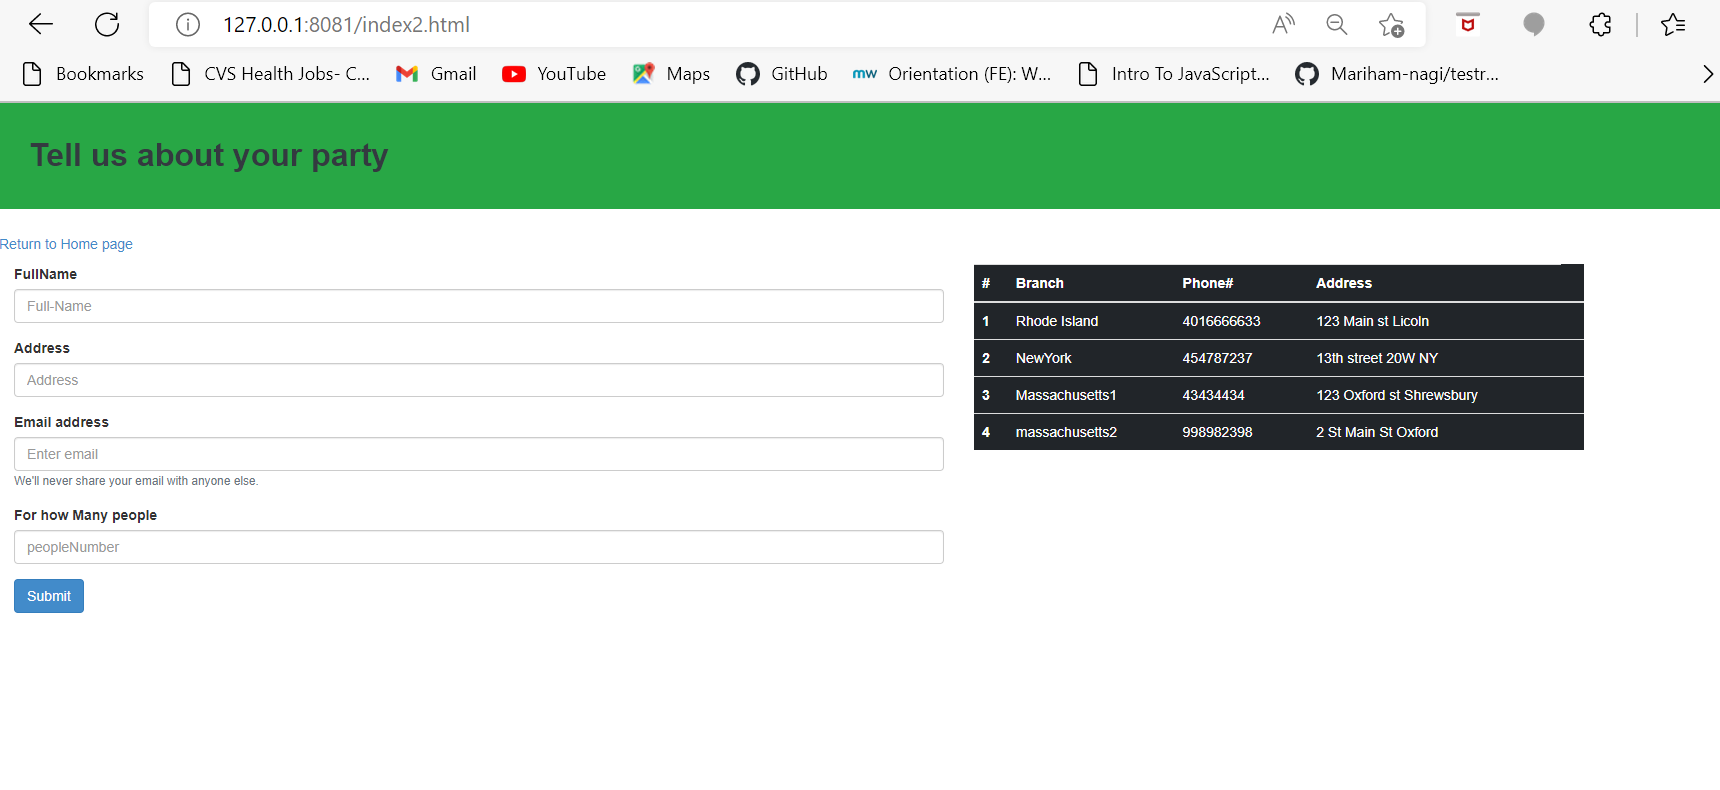 127.0.0.1:8081/index2.html
Bookmarks CVS Health Jobs- C... Gmail YouTube Maps GitHub mw Orientation (FE): W... Intro To JavaScript... Mariham-nagi/testr...
Tell us about your party
Return to Home page
FullName
Full-Name
Address
Address
Email address
Enter email
We'll never share your email with anyone else.
For how Many people
peopleNumber
Submit
# Branch Phone# Address
1 Rhode Island 4016666633 123 Main st Licoln
2 NewYork 454787237 13th street 20W NY
3 Massachusetts1 43434434 123 Oxford st Shrewsbury
4 massachusetts2 998982398 2 St Main St Oxford